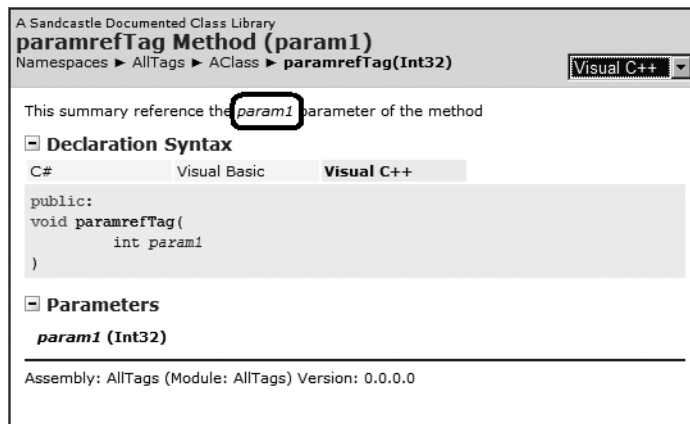 A Sandcastle Documented Class Library
paramrefTag Method (param1)
Namespaces ► AllTags ► AClass ► paramrefTag(Int32)
Visual C++
This summary reference the param1 parameter of the method
Declaration Syntax
C# Visual Basic Visual C++
public:
void paramrefTag(
int param1
)
Parameters
param1 (Int32)
Assembly: AllTags (Module: AllTags) Version: 0.0.0.0